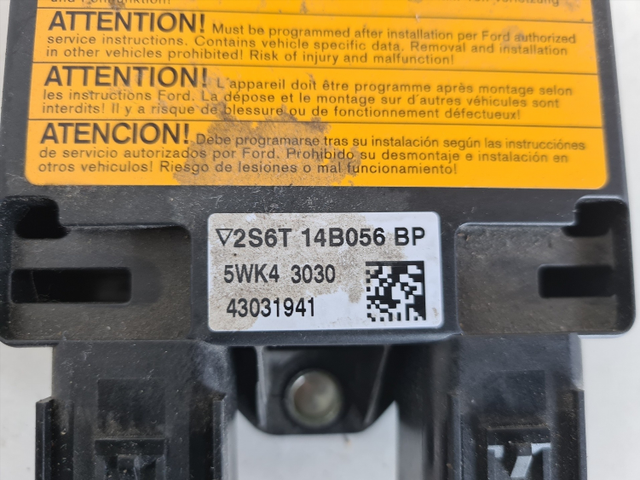 ATTENTION! Must be programmed after installation per Ford authorized
service instructions. Contains vehicle specific data. Removal and installation
in other vehicles prohibited! Risk of injury and malfunction!
ATTENTION! L'appareil doit être programme après montage selon
les instructions Ford. La dépose et le montage sur d'autres véhicules sont
interdits! Il y a risque de blessure ou de fonctionnement défectueux!
ATENCION! Debe programarse tras su instalación según las instrucciónes
de servicio autorizados por Ford. Prohibido su desmontaje e instalación en
otros vehiculos! Riesgo de lesiones o mal funcionamiento!
2S6T 14B056 BP
5WK4 3030
43031941